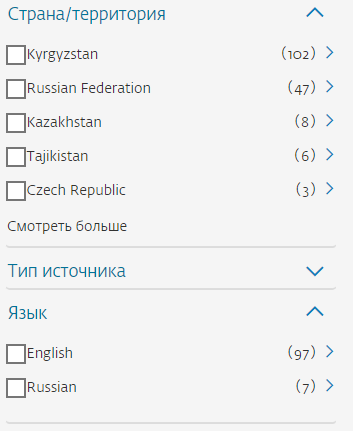 Страна/территория
Kyrgyzstan (102)
Russian Federation (47)
Kazakhstan (8)
Tajikistan (6)
Czech Republic (3)
Смотреть больше
Тип источника
Язык
English (97)
Russian (7)